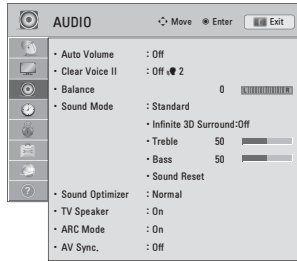 AUDIO Move Enter Exit
• Auto Volume : Off
• Clear Voice II : Off 2
• Balance 0 L R
• Sound Mode : Standard
• Infinite 3D Surround:Off
• Treble 50
• Bass 50
• Sound Reset
• Sound Optimizer : Normal
• TV Speaker : On
• ARC Mode : On
• AV Sync. : Off
?